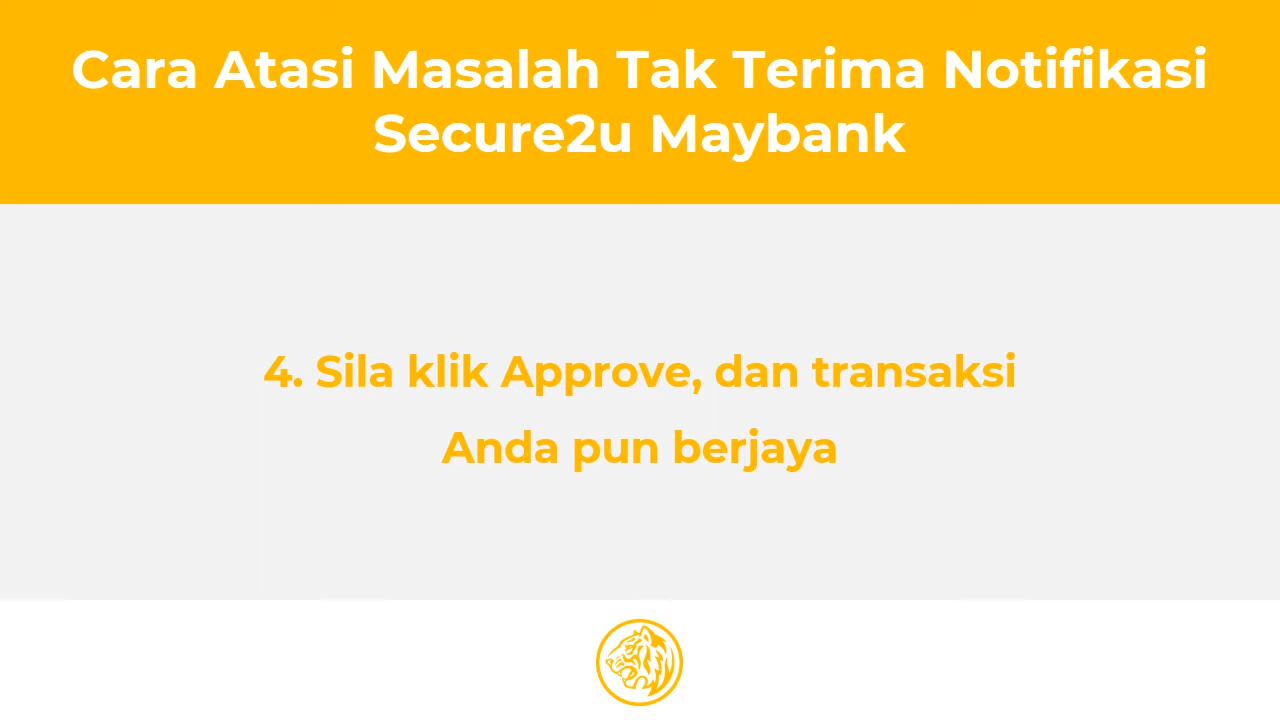 Cara Atasi Masalah Tak Terima Notifikasi
Secure2u Maybank
4. Sila klik Approve, dan transaksi
Anda pun berjaya